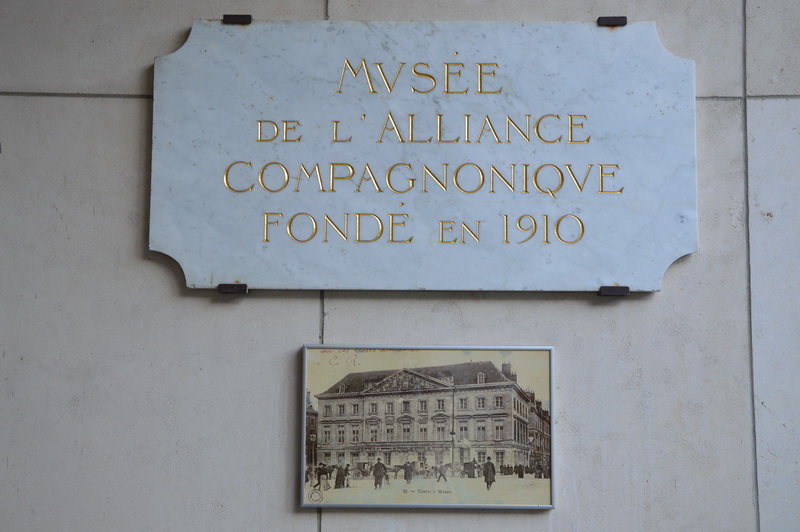 MVSÉE
DE L'ALLIANCE
COMPAGNONIQVE
FONDÉ EN 1910
C. R.